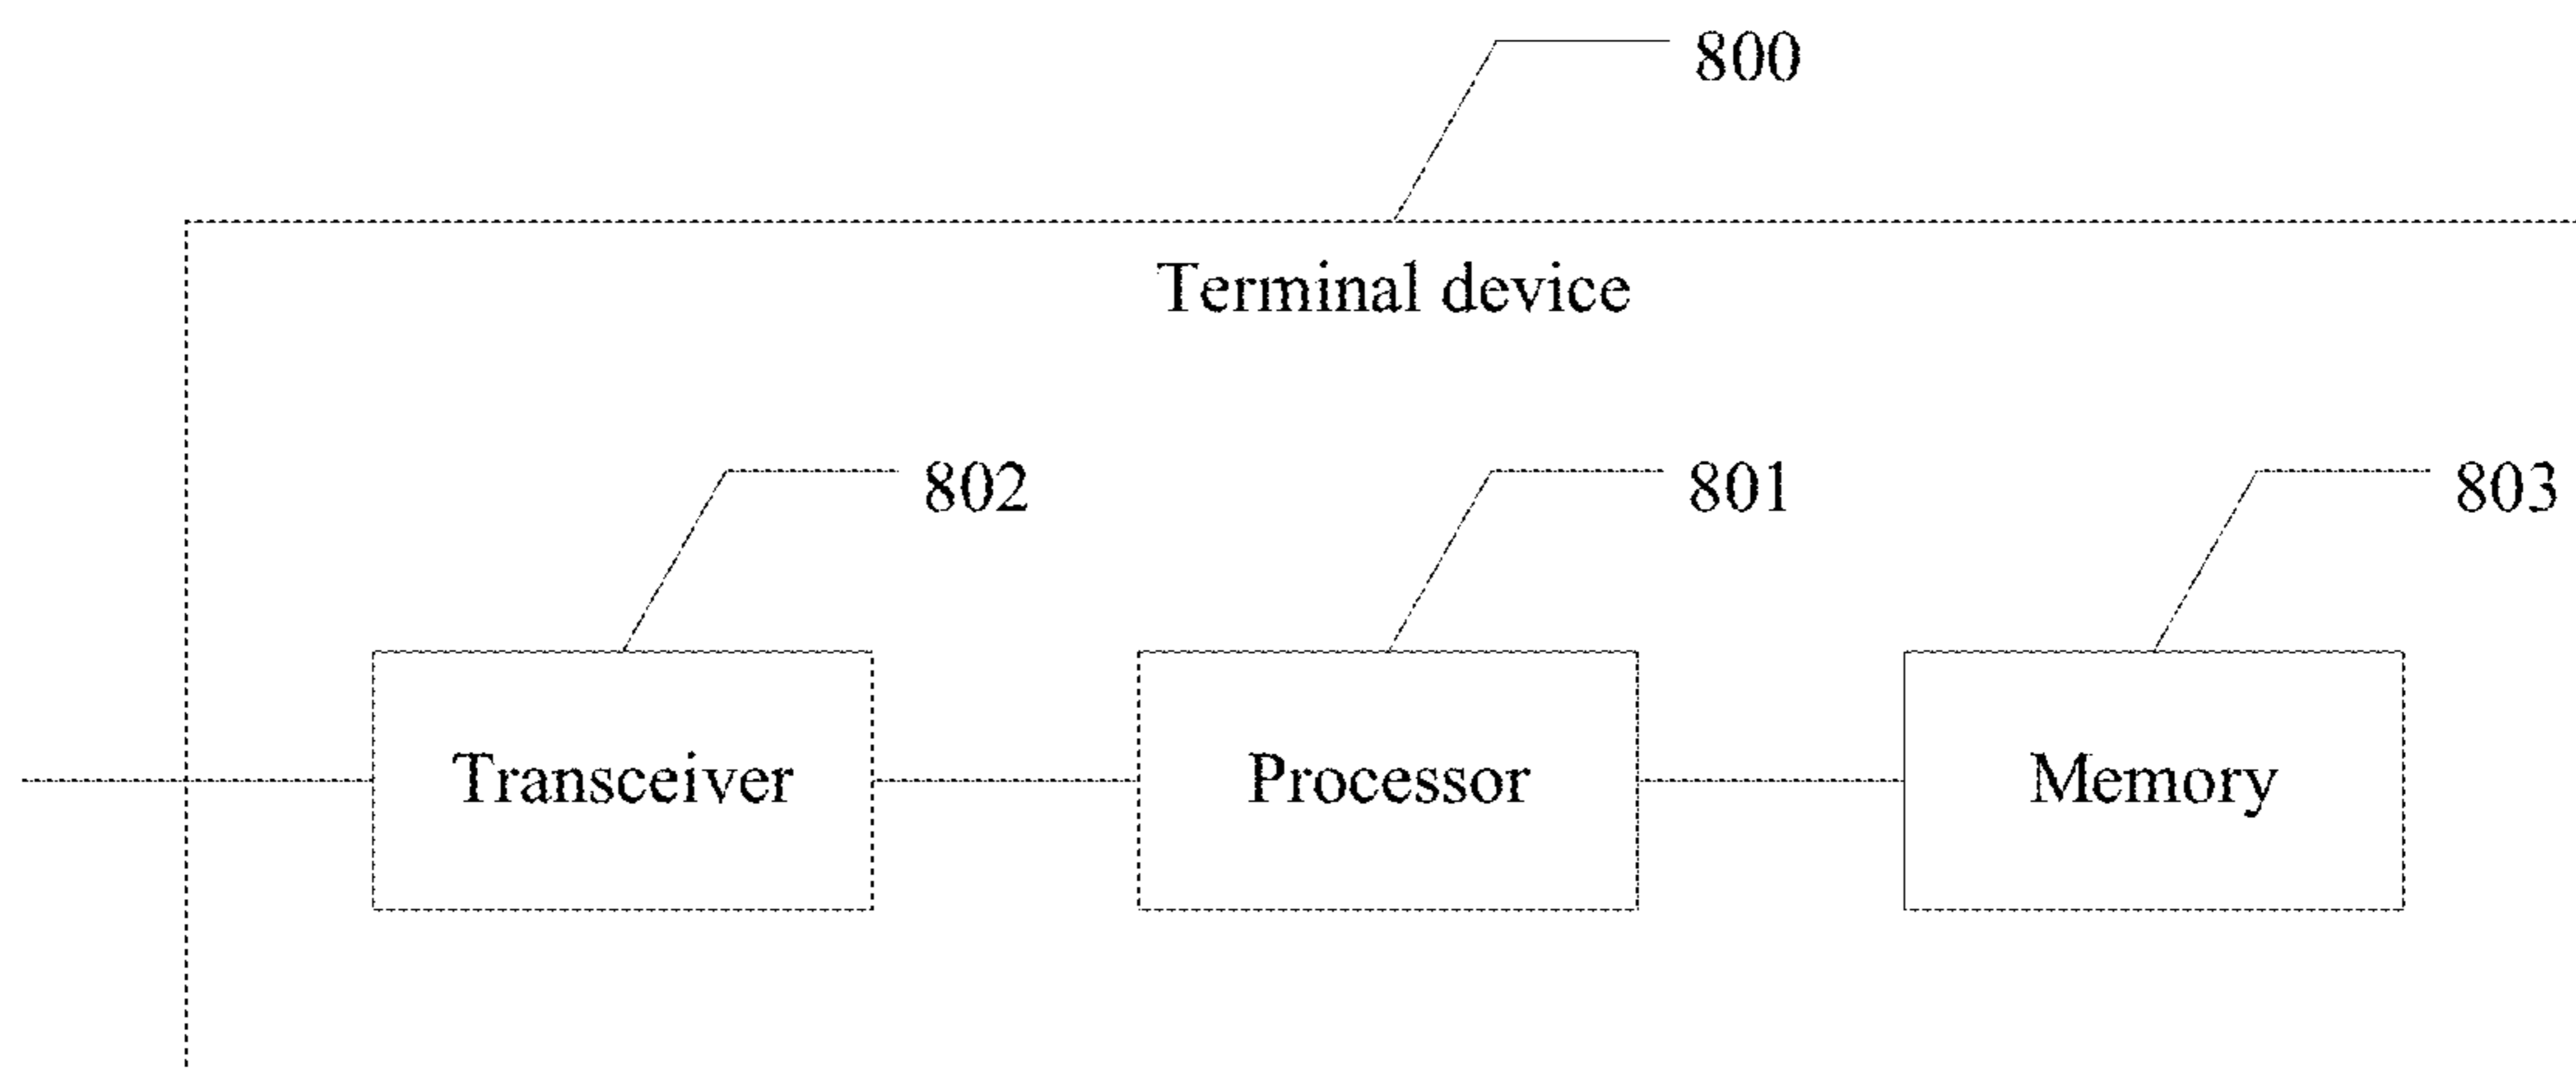 800
Terminal device
802
801
803
Transceiver
Processor
Memory